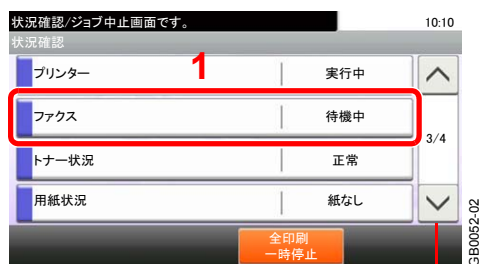 状況確認/ジョブ中止画面です。
10:10
状況確認
1
プリンター 実行中
ファクス 待機中
3/4
トナー状況 正常
用紙状況 紙なし
全印刷
一時停止
GB0052-02